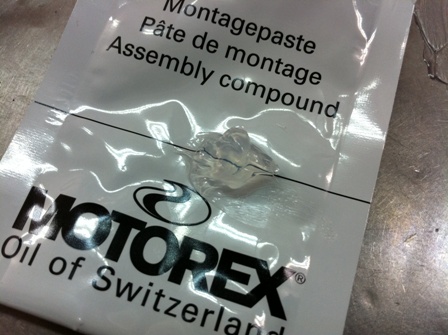 Montagepaste
Pâte de montage
Assembly compound
MOTOREX®
Oil of Switzerland